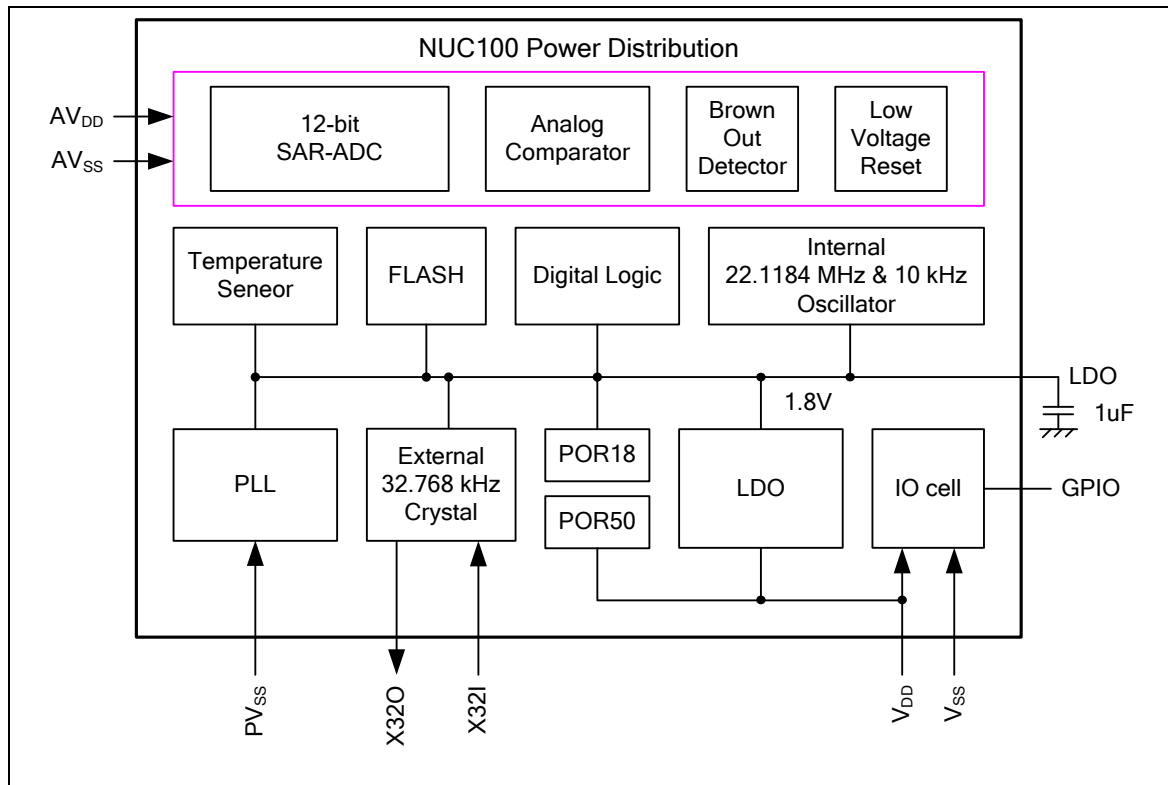 NUC100 Power Distribution
AVDD
AVSS
12-bit
SAR-ADC
Analog
Comparator
Brown
Out
Detector
Low
Voltage
Reset
Temperature
Seneor
FLASH
Digital Logic
Internal
22.1184 MHz & 10 kHz
Oscillator
LDO
1uF
1.8V
PLL
External
32.768 kHz
Crystal
POR18
POR50
LDO
IO cell
GPIO
PVSS
X32O
X32I
VDD
VSS